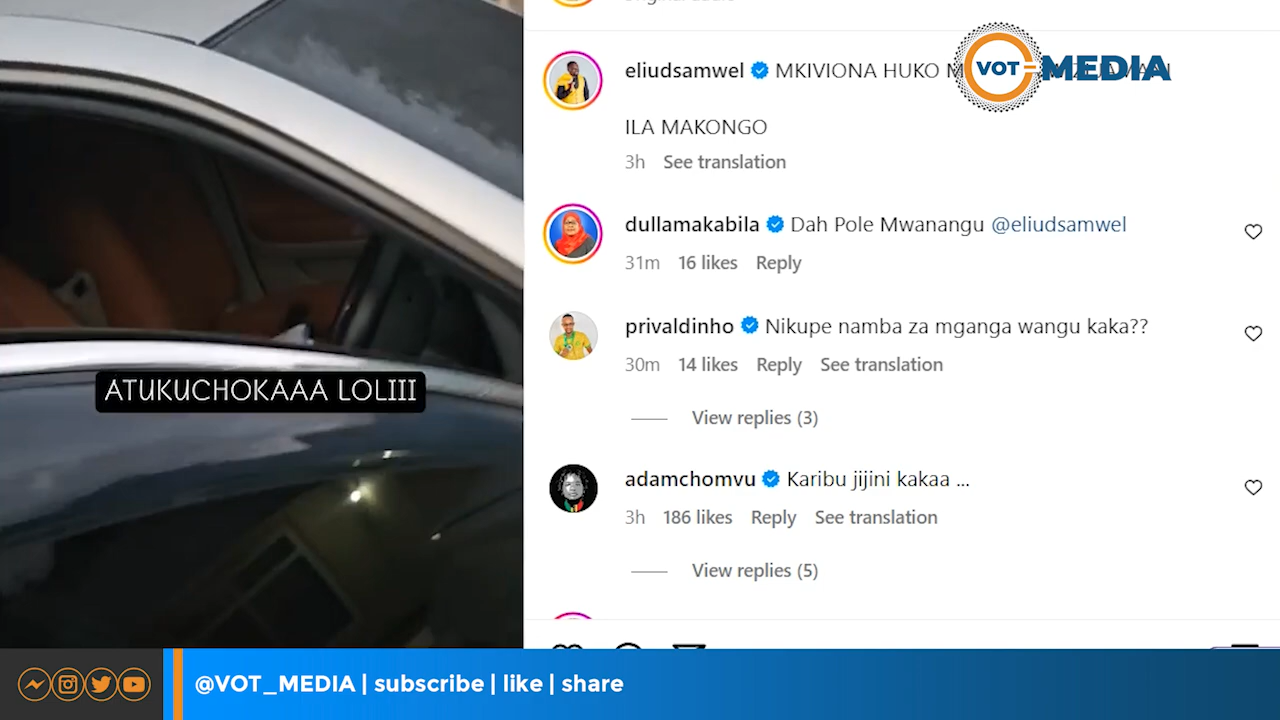 eliudsamwel MKIVIONA HUKO
ILA MAKONGO
3h See translation
dullamakabila Dah Pole Mwanangu @eliudsamwel
31m 16 likes Reply
privaldinho Nikupe namba za mganga wangu kaka??
30m 14 likes Reply See translation
View replies (3)
adamchomvu Karibu jijini kakaa ...
3h 186 likes Reply See translation
View replies (5)
VOT-MEDIA
ATUKUCHOKAAA LOLIII
@VOT_MEDIA | subscribe | like | share